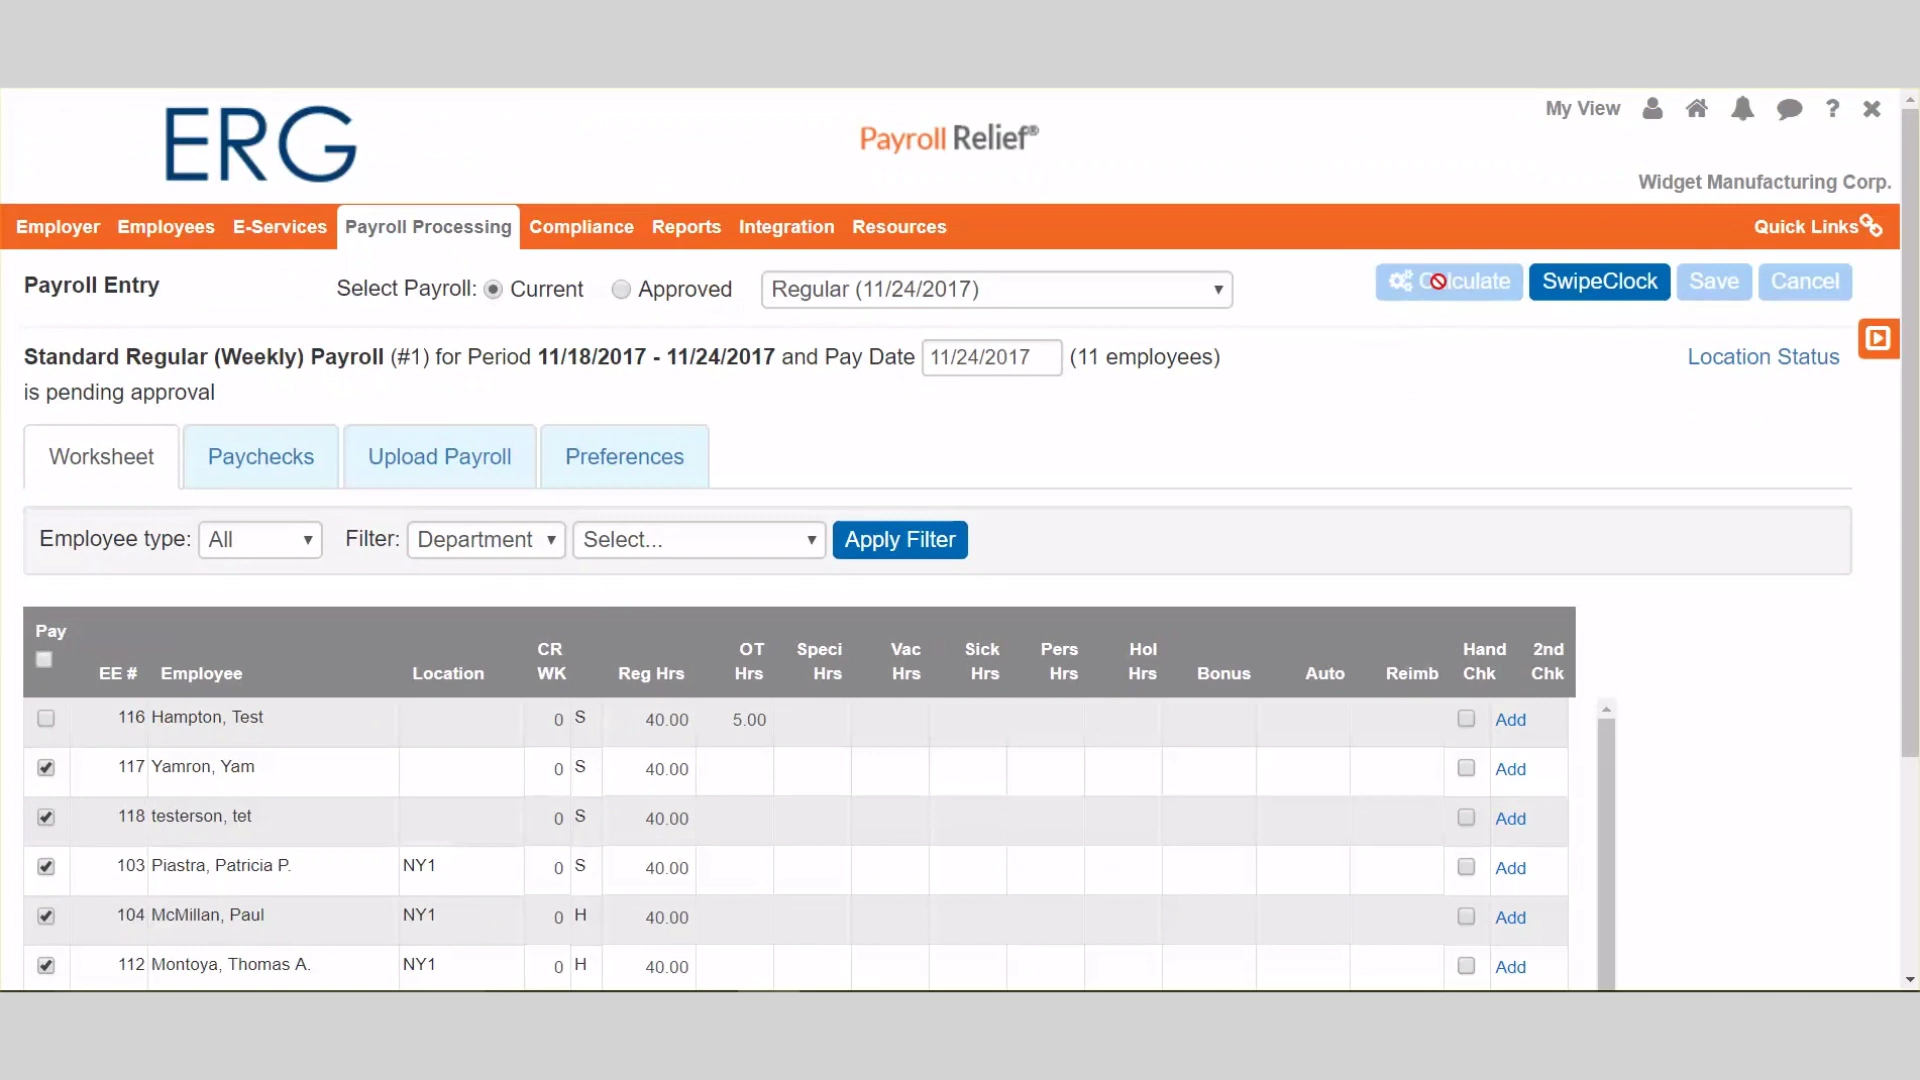 ERG
Payroll Relief®
My View ?
Widget Manufacturing Corp.
Employer Employees E-Services Payroll Processing Compliance Reports Integration Resources Quick Links
Payroll Entry Select Payroll: Current Approved Regular (11/24/2017) Calculate SwipeClock Save Cancel
Standard Regular (Weekly) Payroll (#1) for Period 11/18/2017 - 11/24/2017 and Pay Date 11/24/2017 (11 employees) Location Status
is pending approval
Worksheet Paychecks Upload Payroll Preferences
Employee type: All Filter: Department Select... Apply Filter
Pay
CR OT Speci Vac Sick Pers Hol Hand 2nd
EE # Employee Location WK Reg Hrs Hrs Hrs Hrs Hrs Hrs Hrs Bonus Auto Reimb Chk Chk
116 Hampton, Test 0 S 40.00 5.00 Add
117 Yamron, Yam 0 S 40.00 Add
118 testerson, tet 0 S 40.00 Add
103 Piastra, Patricia P. NY1 0 S 40.00 Add
104 McMillan, Paul NY1 0 H 40.00 Add
112 Montoya, Thomas A. NY1 0 H 40.00 Add